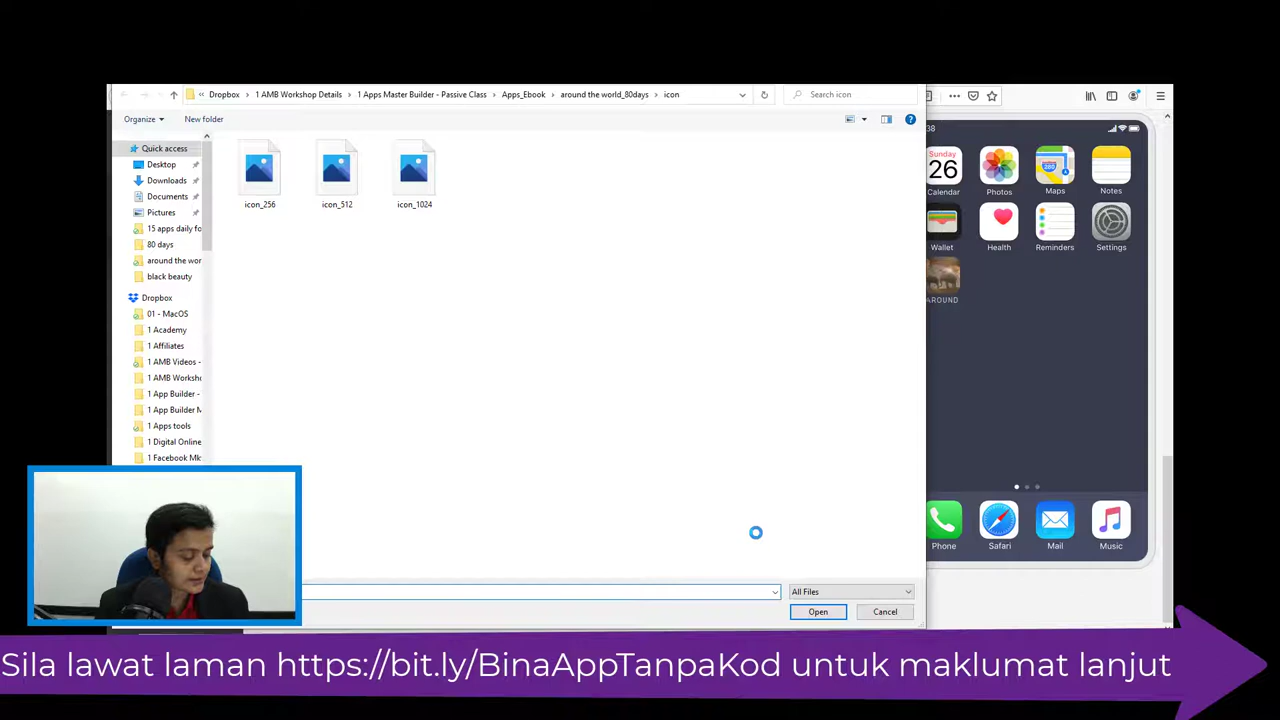 « Dropbox > 1 AMB Workshop Details > 1 Apps Master Builder - Passive Class > Apps_Ebook > around the world_80days > icon
Search icon
Organize
New folder
Quick access
Desktop
Downloads
Documents
Pictures
15 apps daily fo
80 days
around the wor
black beauty
Dropbox
01 - MacOS
1 Academy
1 Affiliates
1 AMB Videos -
1 AMB Worksho
1 App Builder -
1 App Builder M
1 Apps tools
1 Digital Online
1 Facebook Mk
icon_256
icon_512
icon_1024
All Files
Open
Cancel
38
Sunday
26
Calendar
Photos
Maps
Notes
Wallet
Health
Reminders
Settings
AROUND
Phone
Safari
Mail
Music
Sila lawat laman https://bit.ly/BinaAppTanpaKod untuk maklumat lanjut